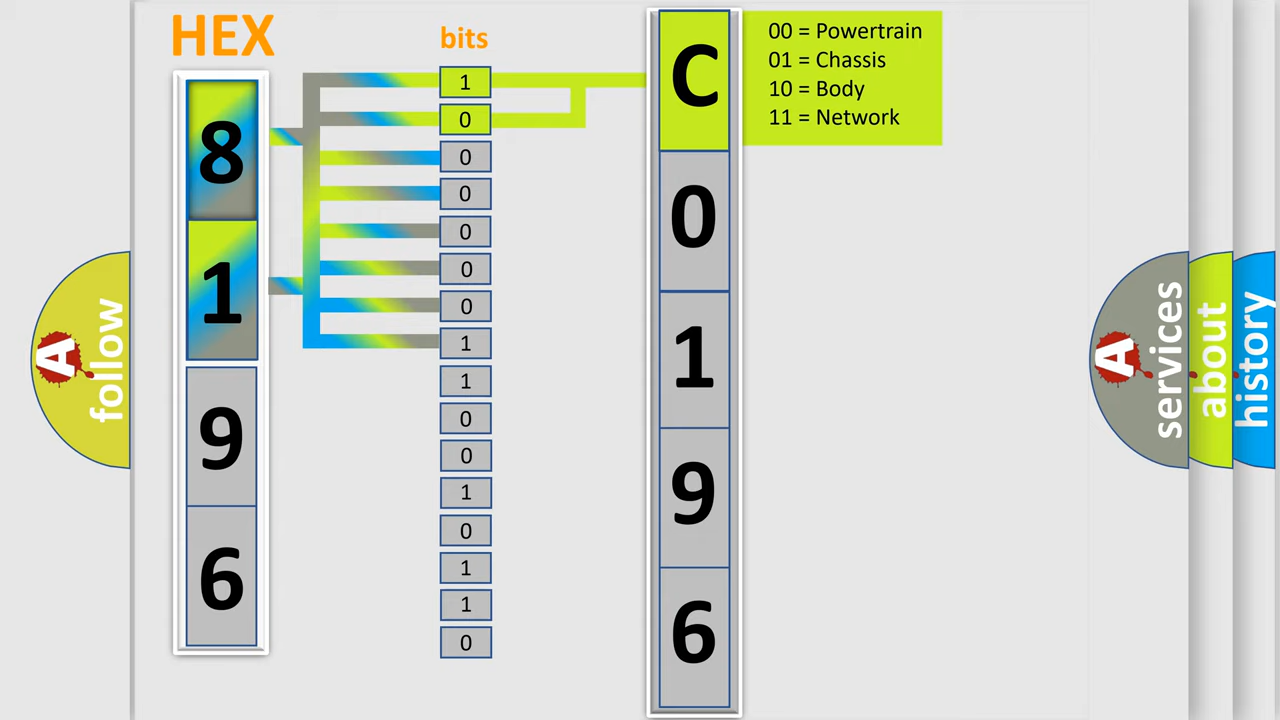 HEX
8
1
9
6
bits
1
0
0
0
0
0
0
1
1
0
0
1
0
1
1
0
C
0
1
9
6
00 = Powertrain
01 = Chassis
10 = Body
11 = Network
A follow
A services
about
history